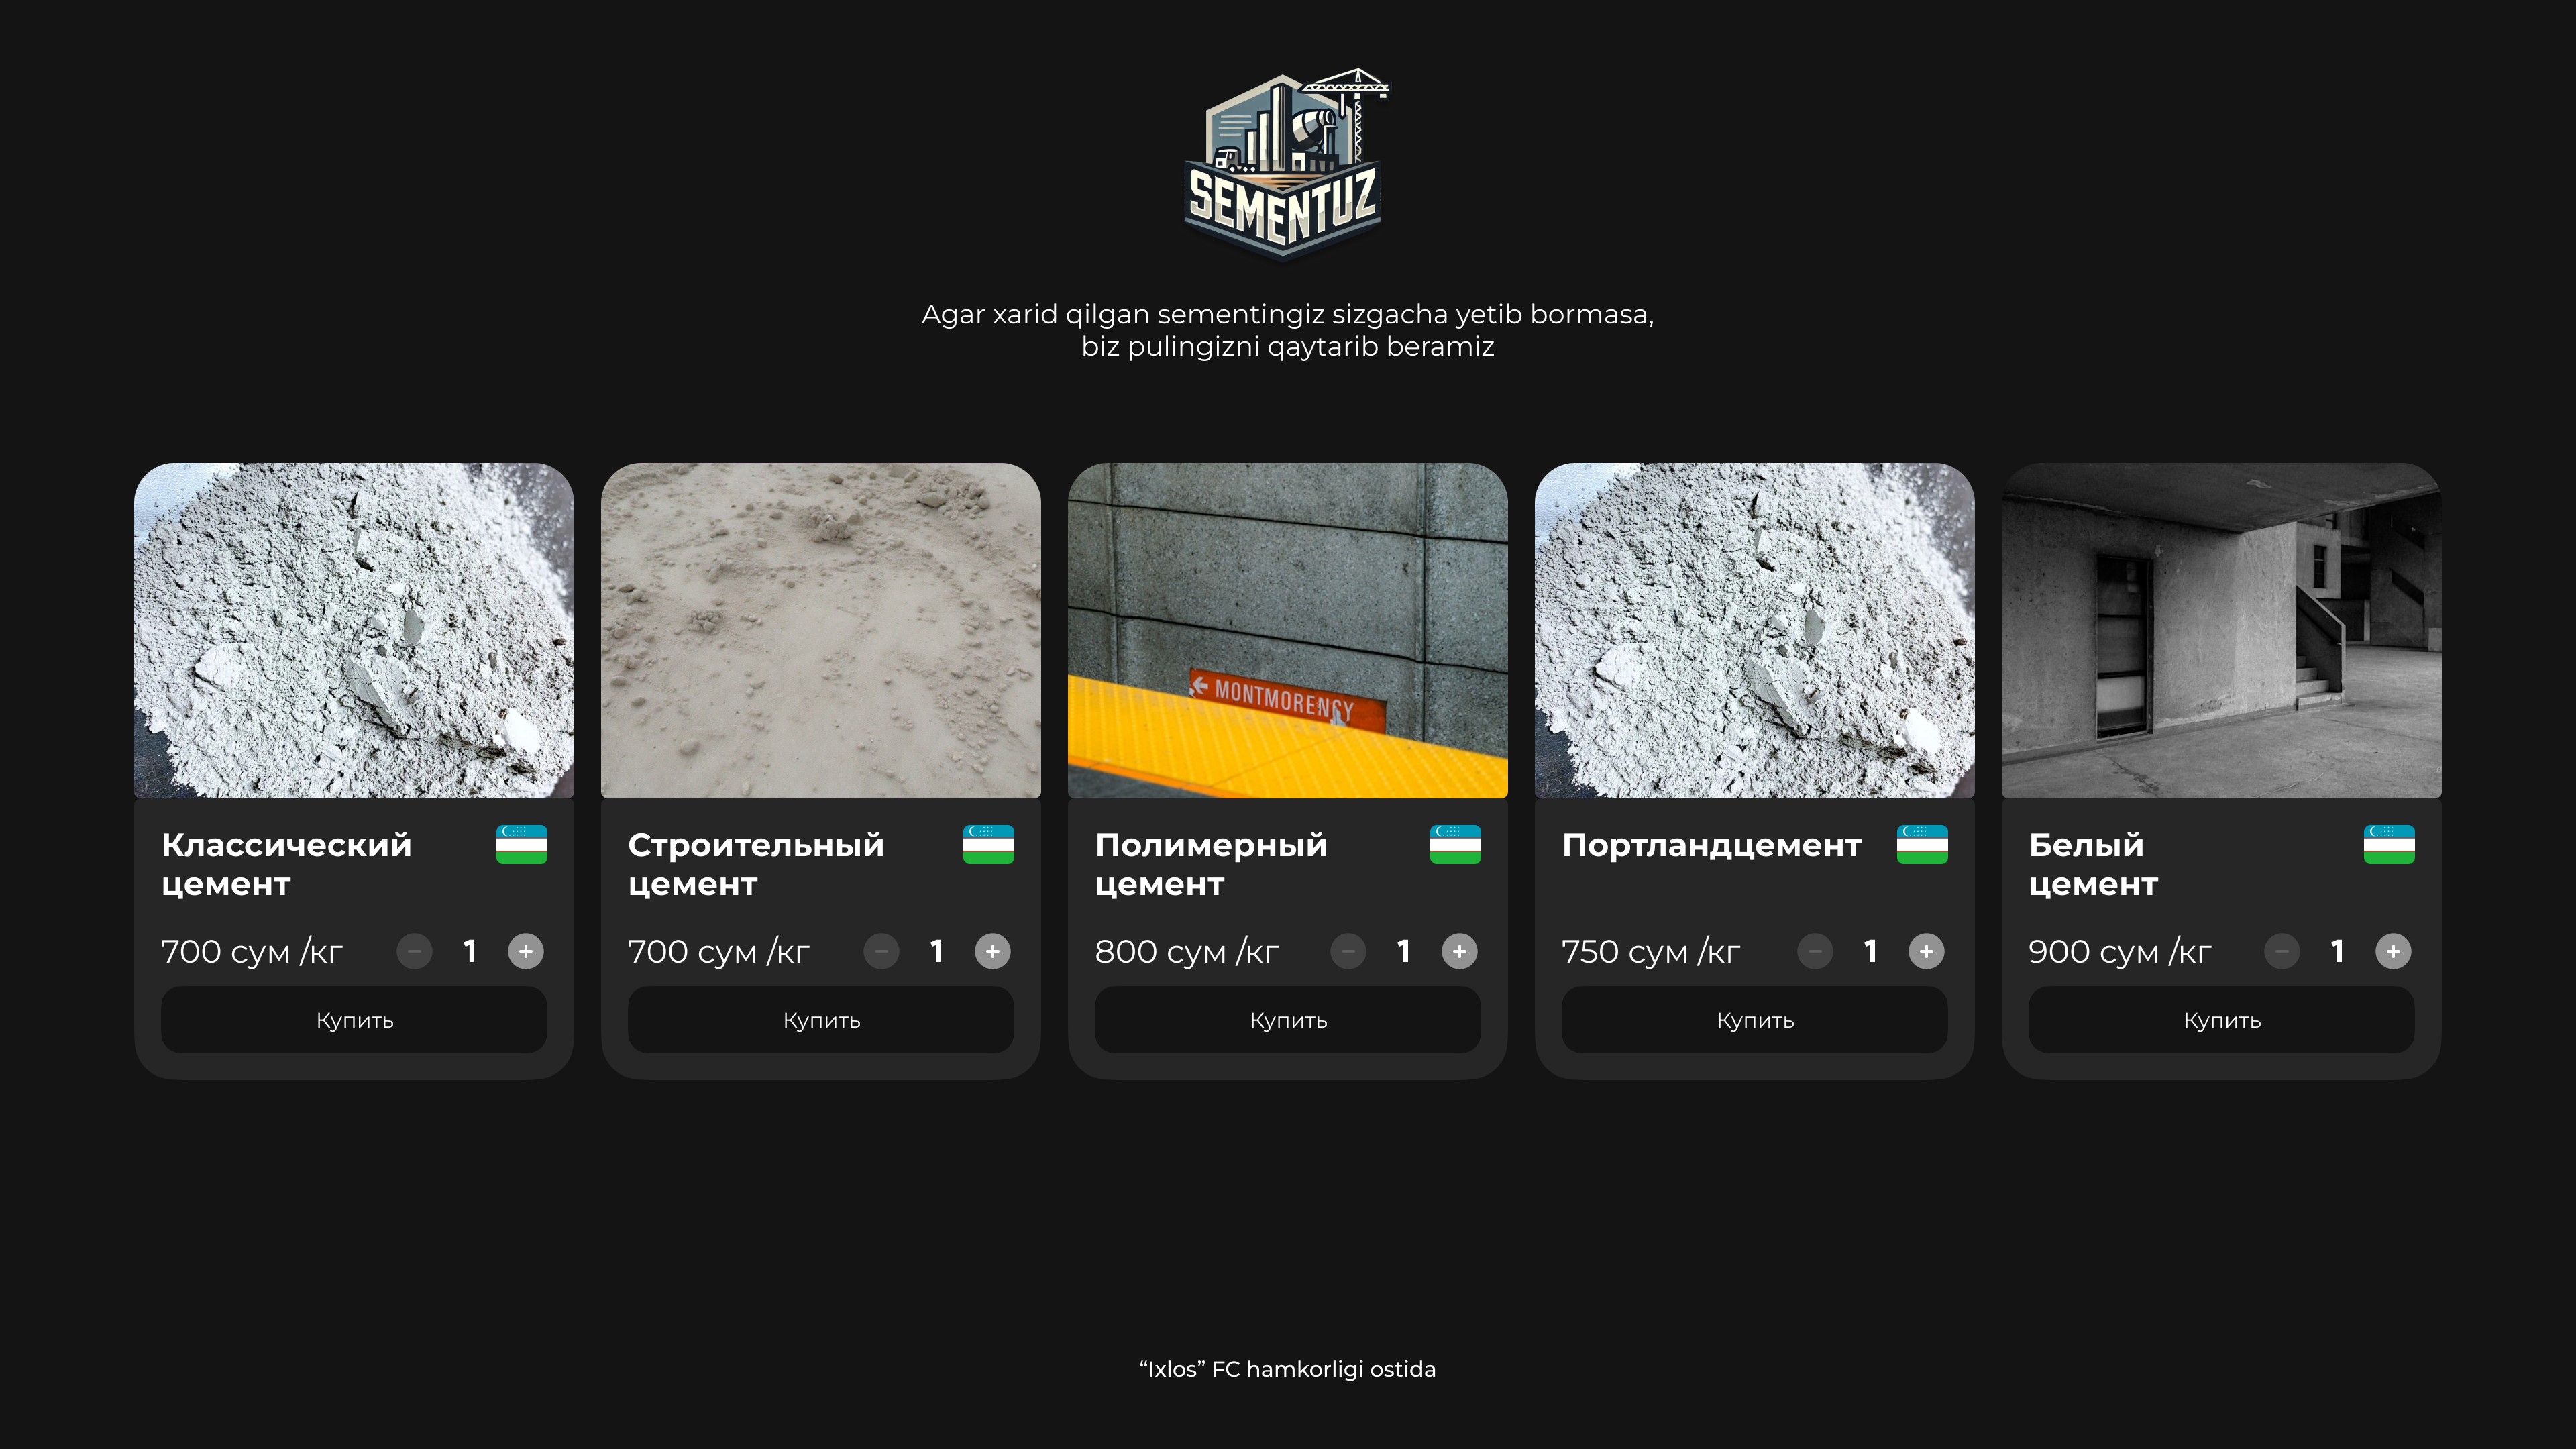 SEMENTUZ
Agar xarid qilgan sementingiz sizgacha yetib bormasa,
biz pulingizni qaytarib beramiz
← MONTMORENCY
Классический
цемент
700 сум /кг
− 1 +
Купить
Строительный
цемент
700 сум /кг
− 1 +
Купить
Полимерный
цемент
800 сум /кг
− 1 +
Купить
Портландцемент
750 сум /кг
− 1 +
Купить
Белый
цемент
900 сум /кг
− 1 +
Купить
“Ixlos” FC hamkorligi ostida